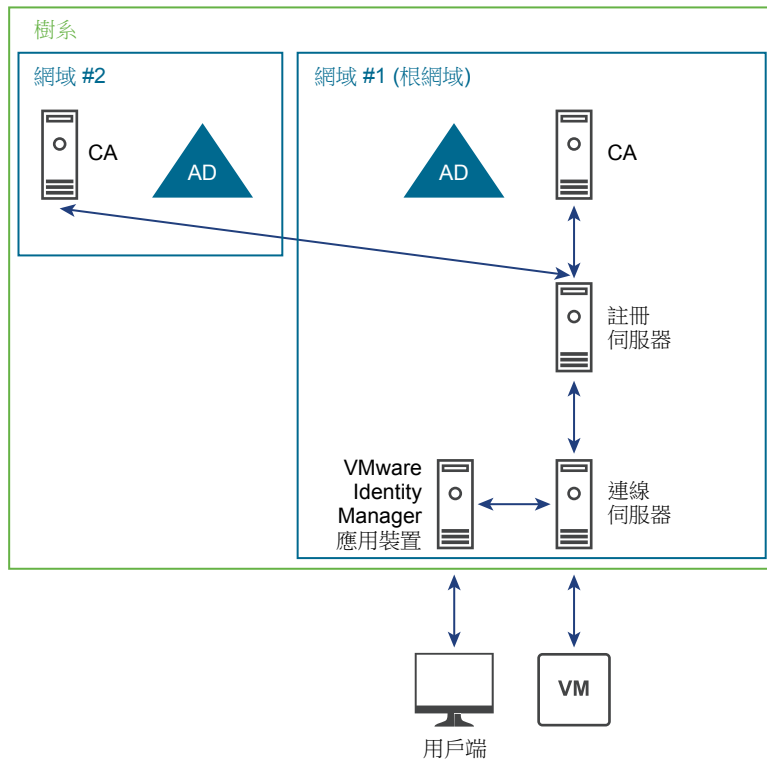 樹系
網域 #2
網域 #1 (根網域)
CA
AD
AD
CA
註冊
伺服器
VMware
Identity
Manager
應用裝置
連線
伺服器
VM
用戶端